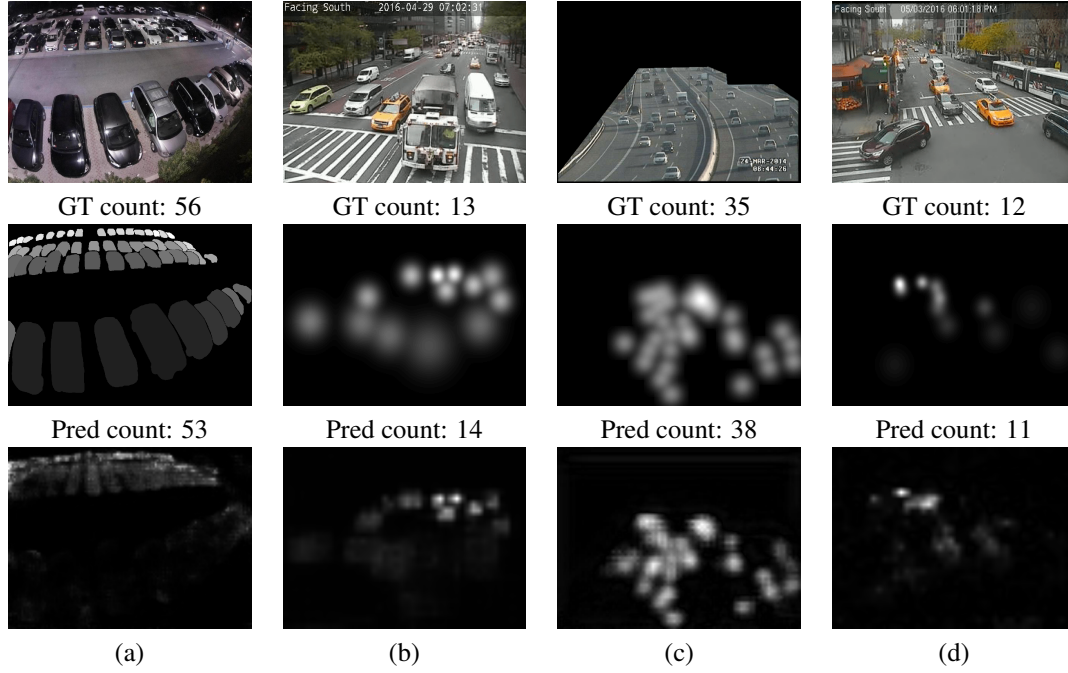 Facing South 2016-04-29 07:02:31
24-MAR-2014
08:44-26
Facing South 05/03/2016 06:01:18 PM
GT count: 56
GT count: 13
GT count: 35
GT count: 12
Pred count: 53
Pred count: 14
Pred count: 38
Pred count: 11
(a)
(b)
(c)
(d)